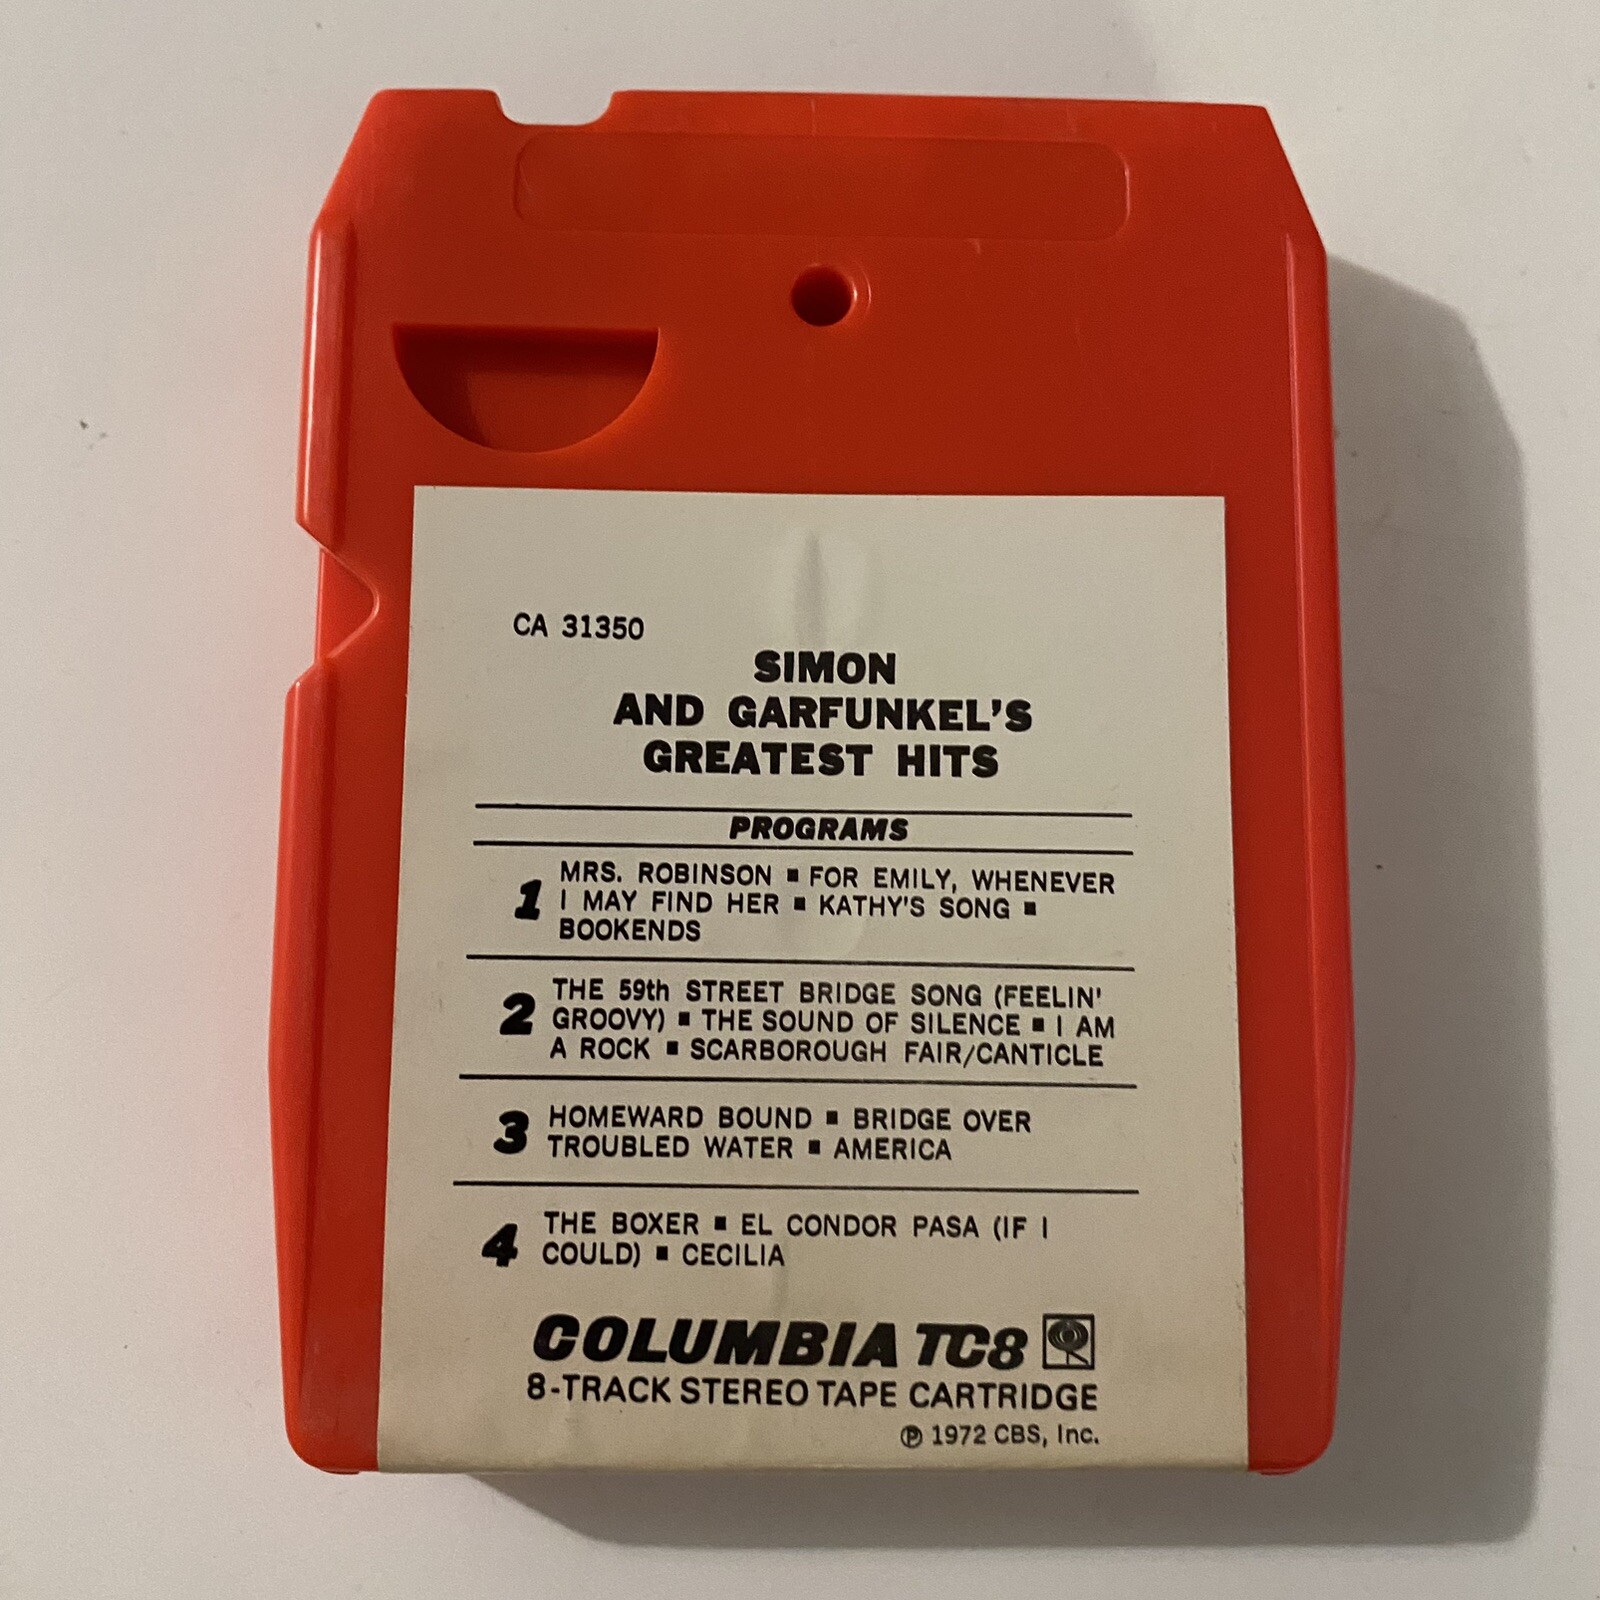 CA 31350
SIMON
AND GARFUNKEL'S
GREATEST HITS
PROGRAMS
1 MRS. ROBINSON ▪ FOR EMILY, WHENEVER
I MAY FIND HER ▪ KATHY'S SONG ▪
BOOKENDS
2 THE 59th STREET BRIDGE SONG (FEELIN'
GROOVY) ▪ THE SOUND OF SILENCE ▪ I AM
A ROCK ▪ SCARBOROUGH FAIR/CANTICLE
3 HOMEWARD BOUND ▪ BRIDGE OVER
TROUBLED WATER ▪ AMERICA
4 THE BOXER ▪ EL CONDOR PASA (IF I
COULD) ▪ CECILIA
COLUMBIA TC8
8-TRACK STEREO TAPE CARTRIDGE
℗ 1972 CBS, Inc.